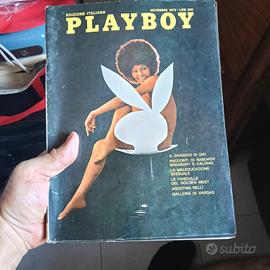 EDIZIONE ITALIANA
NOVEMBRE 1972 • LIRE 800
PLAYBOY
IL DIVORZIO DI DIO
RACCONTI DI NABOKOV
BRADBURY E CALVINO
LA MALEDUCAZIONE
SESSUALE
LE FANCIULLE
DEL GOLDEN WEST
AGOSTINA BELLI
GALLERIA DI VARGAS
subito